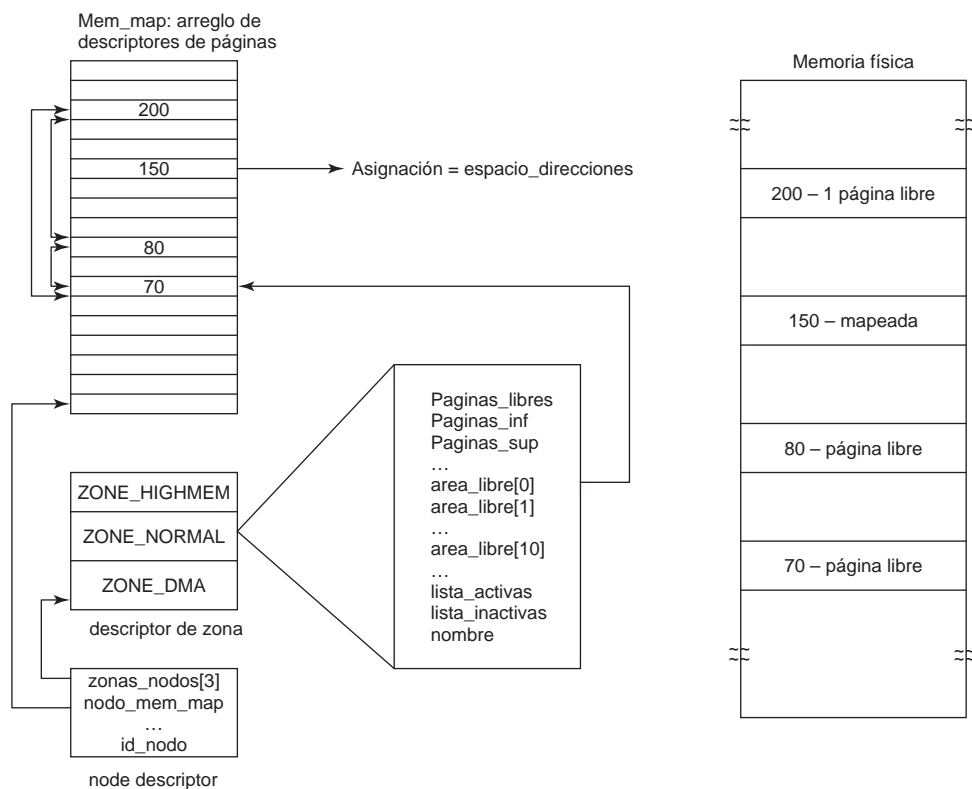 Mem_map: arreglo de
descriptores de páginas
200
150
80
70
Asignación = espacio_direcciones
Memoria física
200 – 1 página libre
150 – mapeada
80 – página libre
70 – página libre
Paginas_libres
Paginas_inf
Paginas_sup
…
area_libre[0]
area_libre[1]
…
area_libre[10]
…
lista_activas
lista_inactivas
nombre
ZONE_HIGHMEM
ZONE_NORMAL
ZONE_DMA
descriptor de zona
zonas_nodos[3]
nodo_mem_map
…
id_nodo
node descriptor